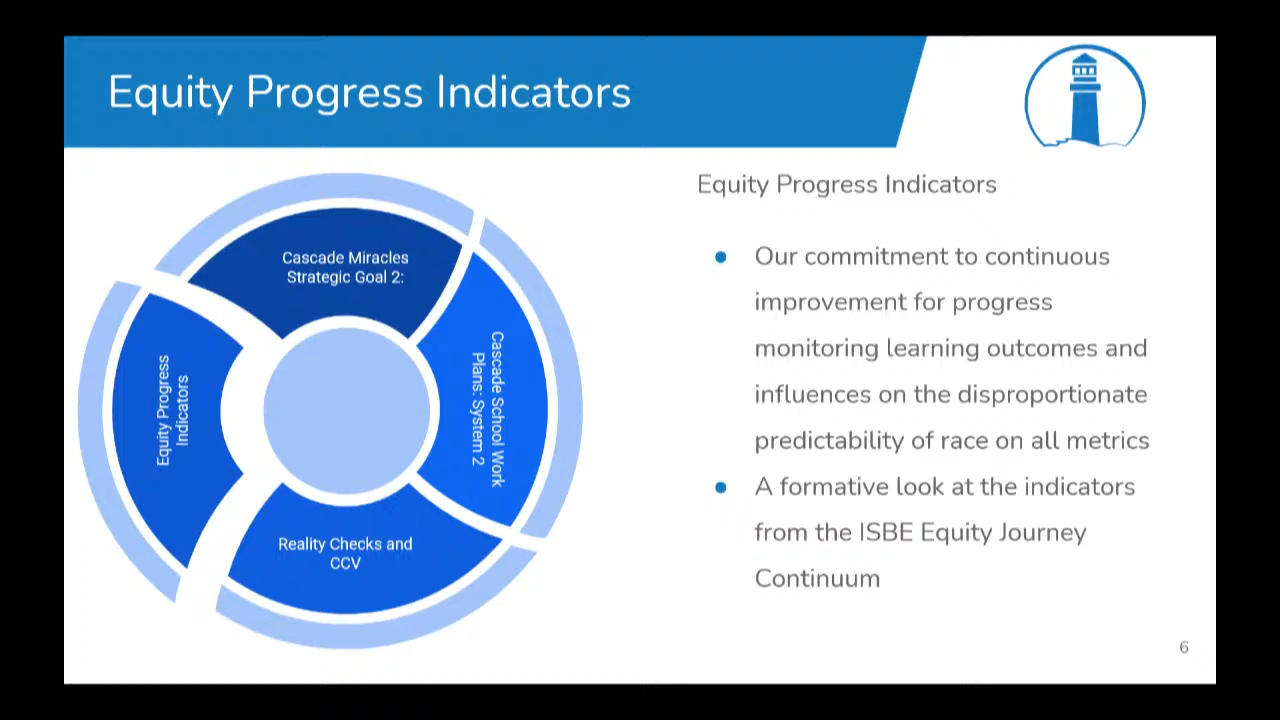 Equity Progress Indicators
Cascade Miracles
Strategic Goal 2:
Cascade School Work
Plans: System 2
Reality Checks and
CCV
Equity Progress
Indicators
Equity Progress Indicators
Our commitment to continuous
improvement for progress
monitoring learning outcomes and
influences on the disproportionate
predictability of race on all metrics
A formative look at the indicators
from the ISBE Equity Journey
Continuum
6